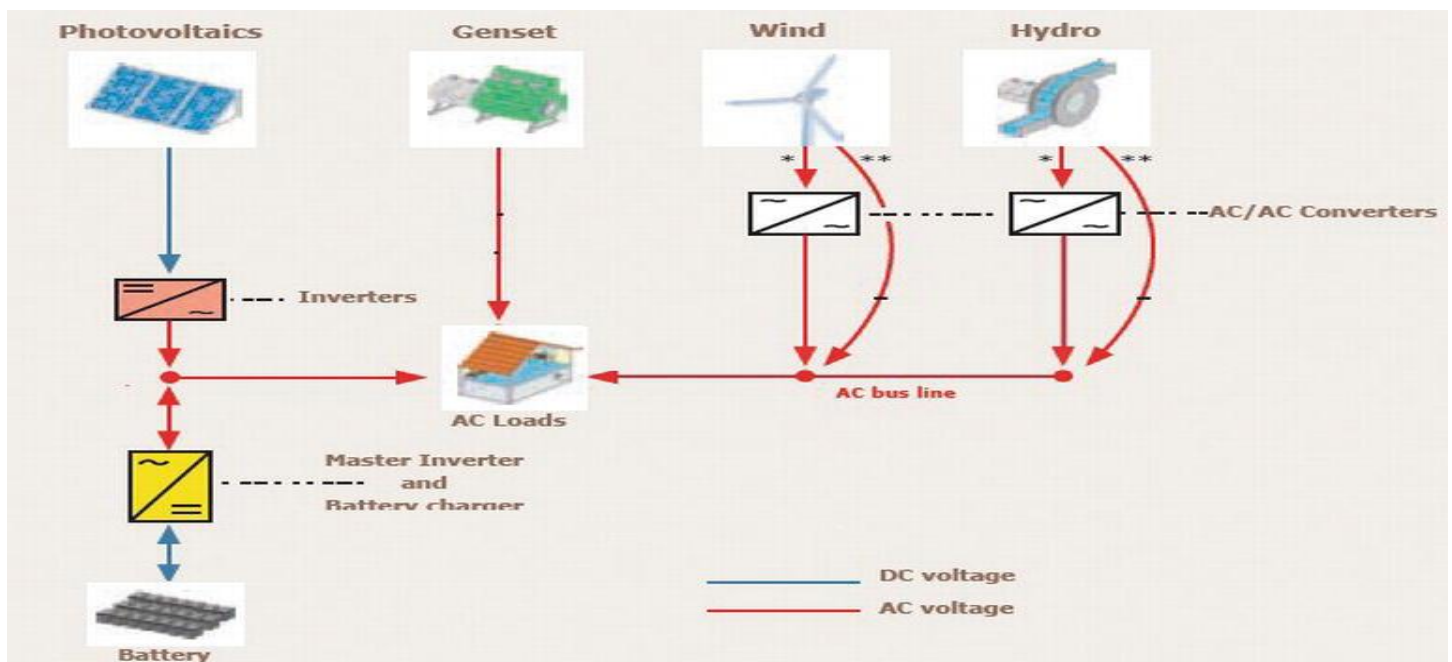 Photovoltaics
Genset
Wind
Hydro
*
**
*
**
AC/AC Converters
Inverters
AC bus line
AC Loads
Master Inverter
and
Battery charger
DC voltage
AC voltage
Battery